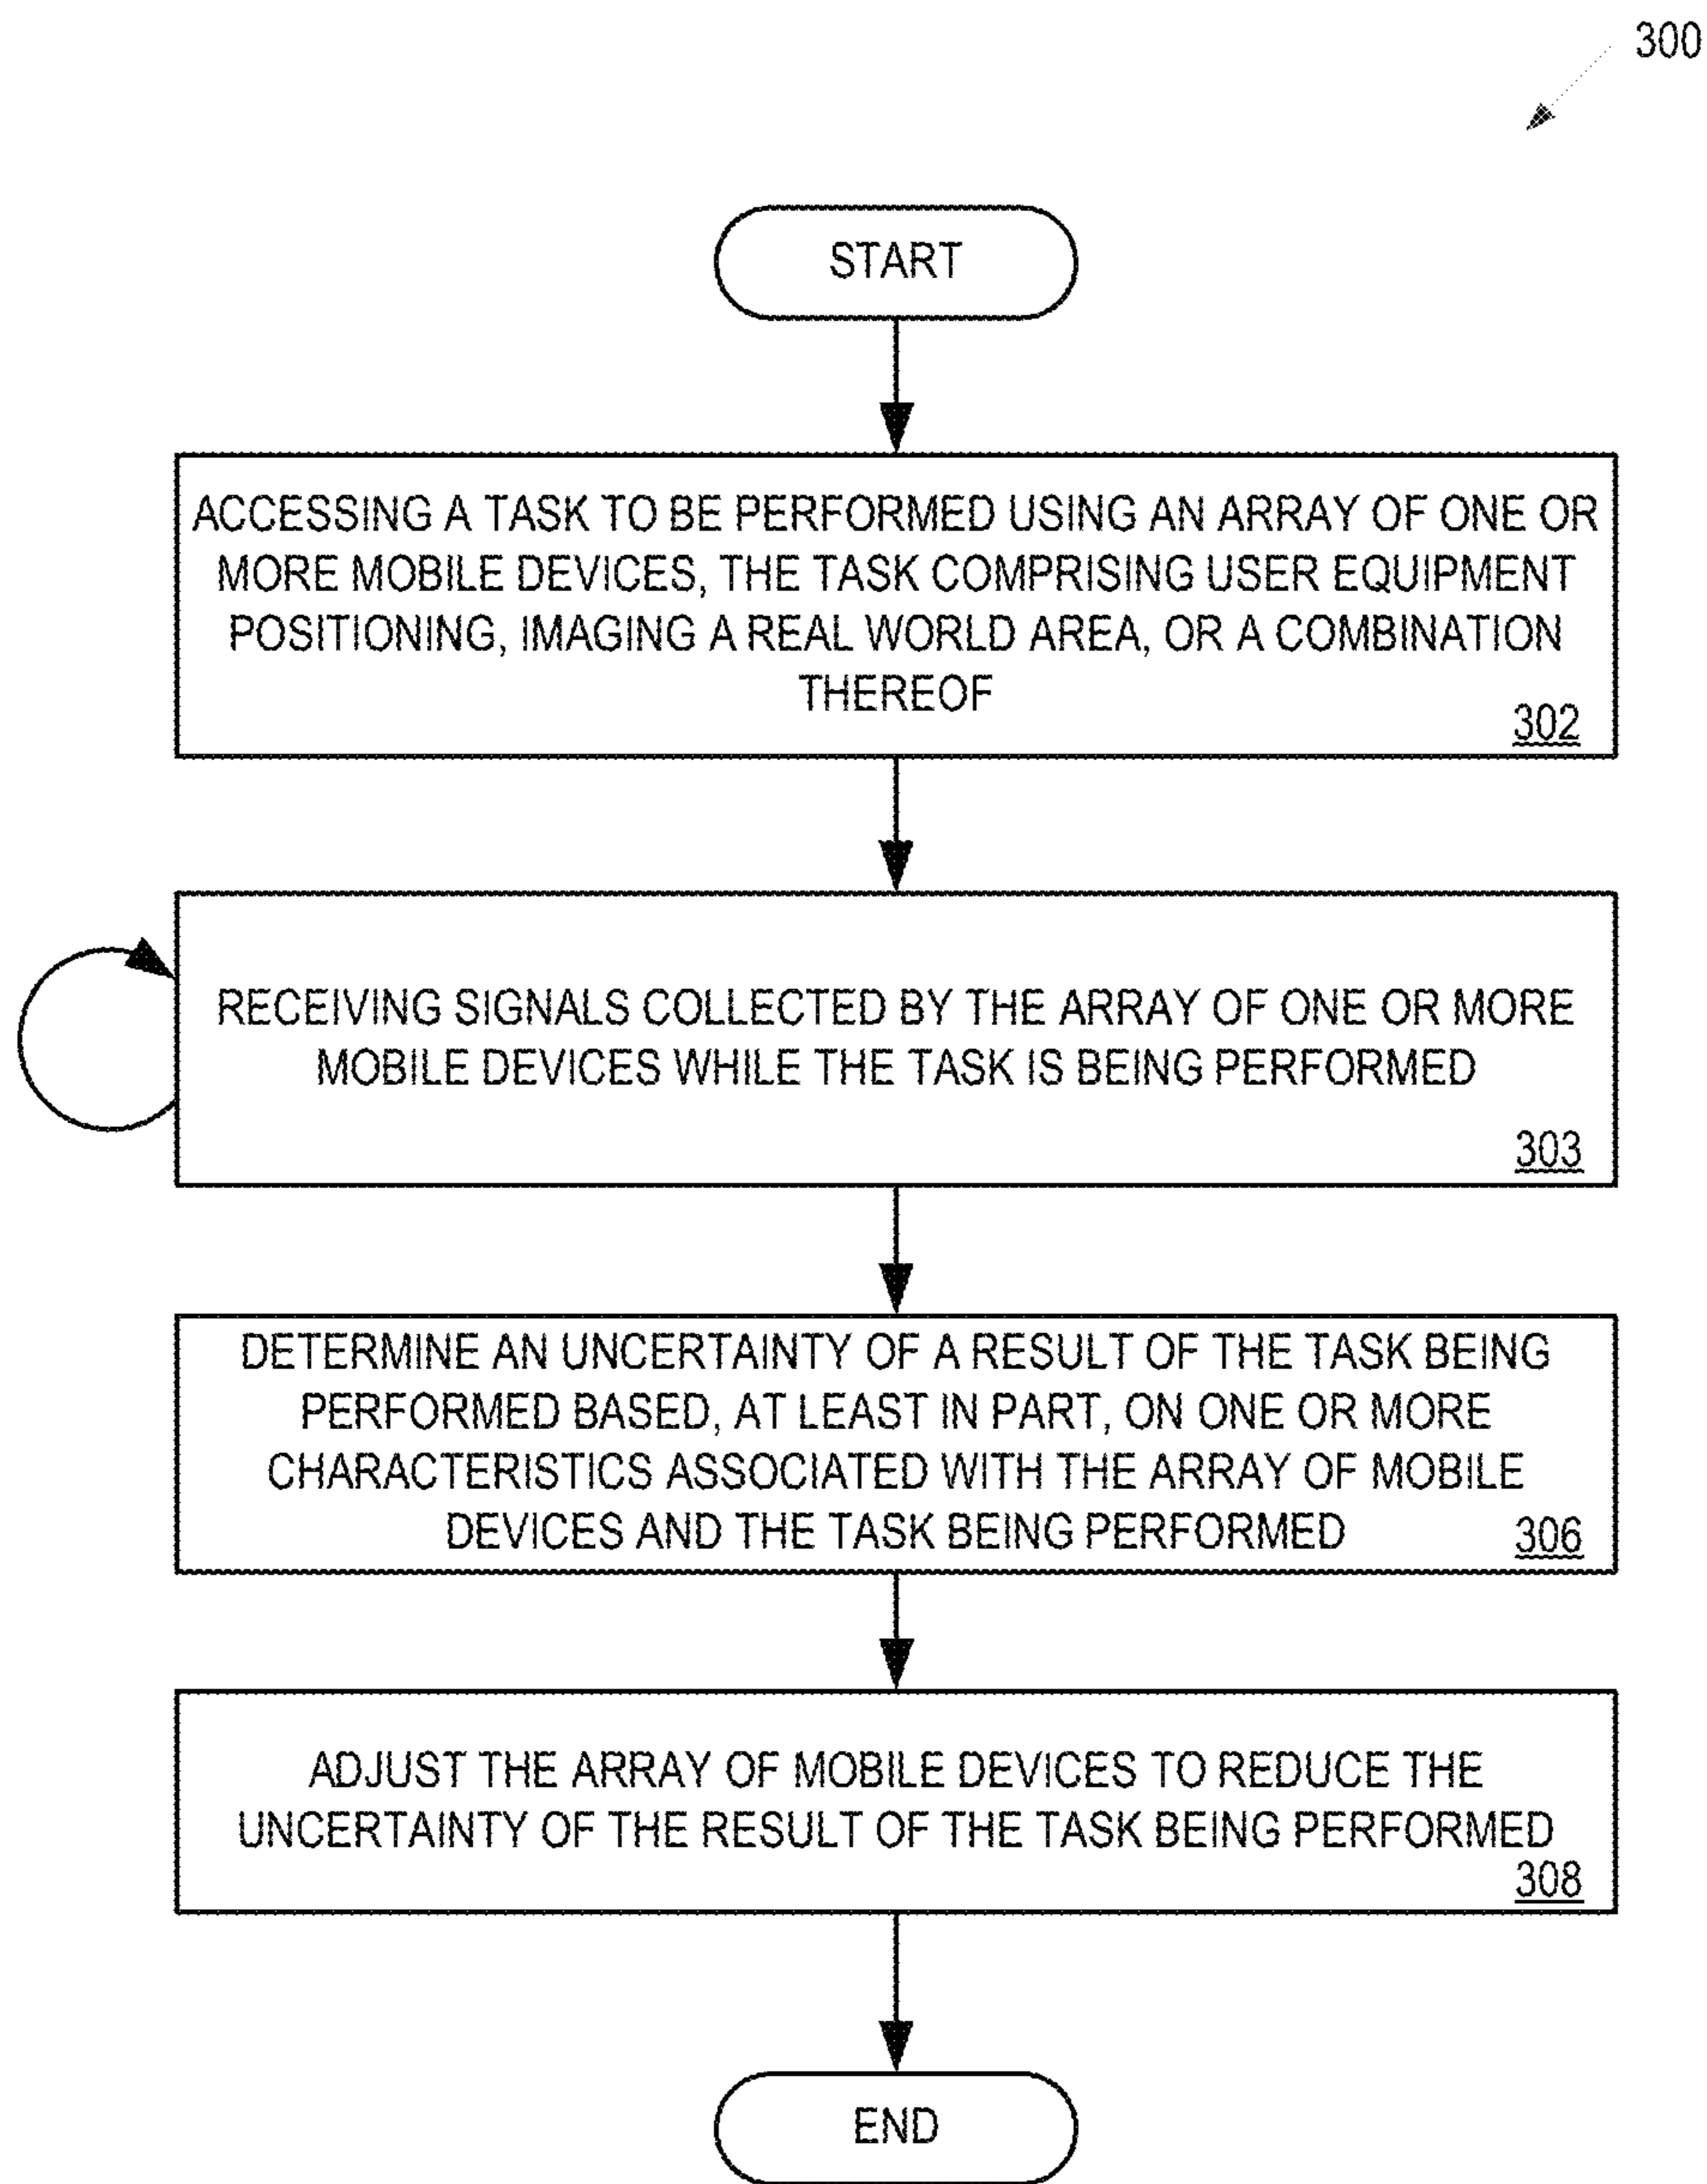 300
START
ACCESSING A TASK TO BE PERFORMED USING AN ARRAY OF ONE OR
MORE MOBILE DEVICES, THE TASK COMPRISING USER EQUIPMENT
POSITIONING, IMAGING A REAL WORLD AREA, OR A COMBINATION
THEREOF
302
RECEIVING SIGNALS COLLECTED BY THE ARRAY OF ONE OR MORE
MOBILE DEVICES WHILE THE TASK IS BEING PERFORMED
303
DETERMINE AN UNCERTAINTY OF A RESULT OF THE TASK BEING
PERFORMED BASED, AT LEAST IN PART, ON ONE OR MORE
CHARACTERISTICS ASSOCIATED WITH THE ARRAY OF MOBILE
DEVICES AND THE TASK BEING PERFORMED
306
ADJUST THE ARRAY OF MOBILE DEVICES TO REDUCE THE
UNCERTAINTY OF THE RESULT OF THE TASK BEING PERFORMED
308
END